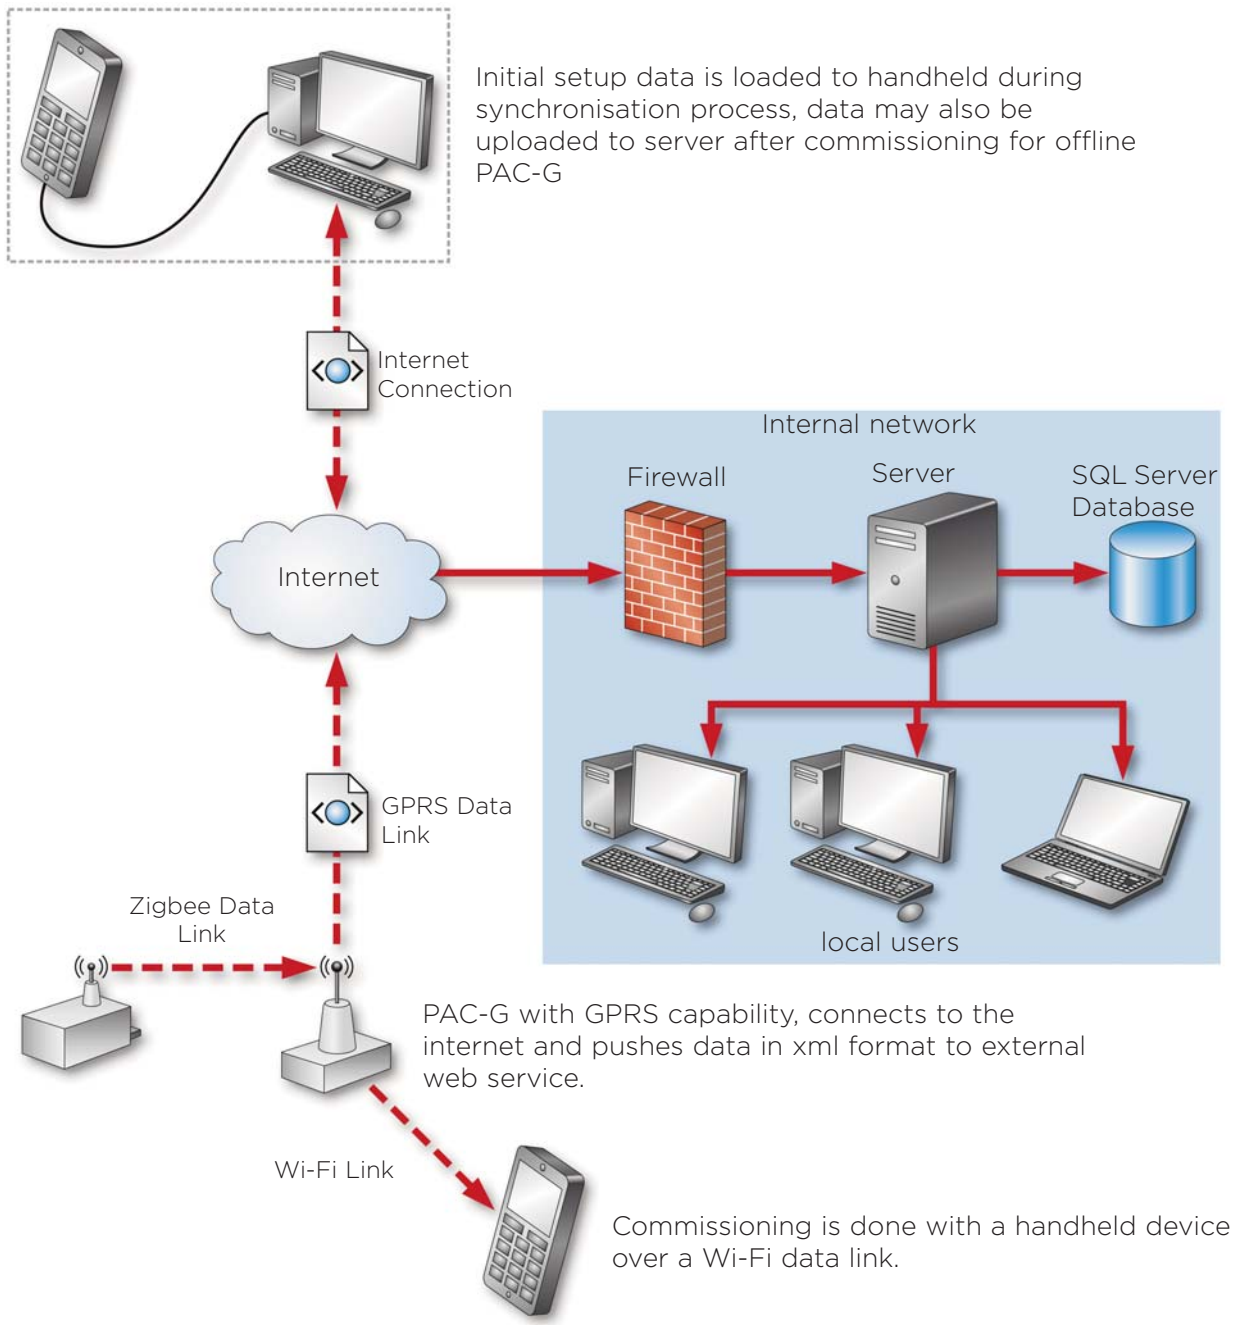 Initial setup data is loaded to handheld during
synchronisation process, data may also be
uploaded to server after commissioning for offline
PAC-G
Internet
Connection
Internal network
Firewall
Server
SQL Server
Database
Internet
GPRS Data
Link
Zigbee Data
Link
local users
PAC-G with GPRS capability, connects to the
internet and pushes data in xml format to external
web service.
Wi-Fi Link
Commissioning is done with a handheld device
over a Wi-Fi data link.